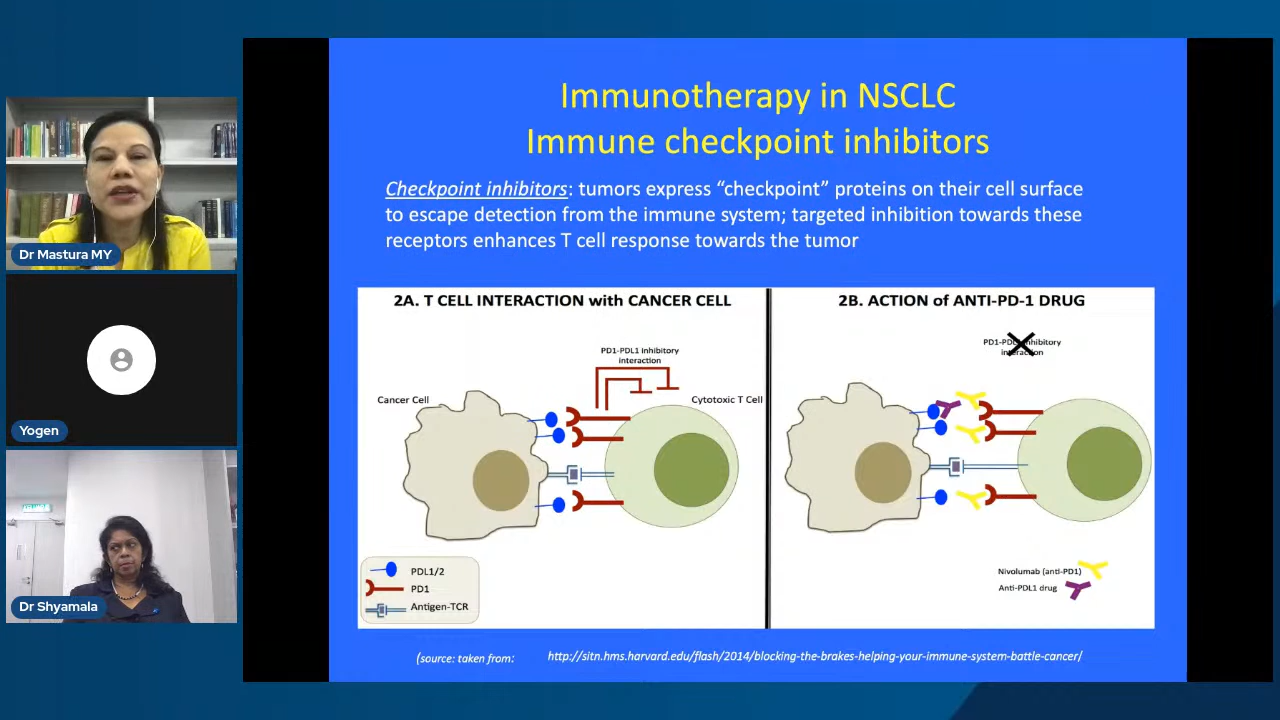 Immunotherapy in NSCLC
Immune checkpoint inhibitors
Checkpoint inhibitors: tumors express “checkpoint” proteins on their cell surface
to escape detection from the immune system; targeted inhibition towards these
receptors enhances T cell response towards the tumor
2A. T CELL INTERACTION with CANCER CELL
PD1-PDL1 inhibitory
interaction
Cancer Cell
Cytotoxic T Cell
PDL1/2
PD1
Antigen-TCR
2B. ACTION of ANTI-PD-1 DRUG
PD1-PDL1 inhibitory
interaction
Nivolumab (anti-PD1)
Anti-PDL1 drug
(source: taken from: http://sitn.hms.harvard.edu/flash/2014/blocking-the-brakes-helping-your-immune-system-battle-cancer/
Dr Mastura MY
Yogen
Dr Shyamala